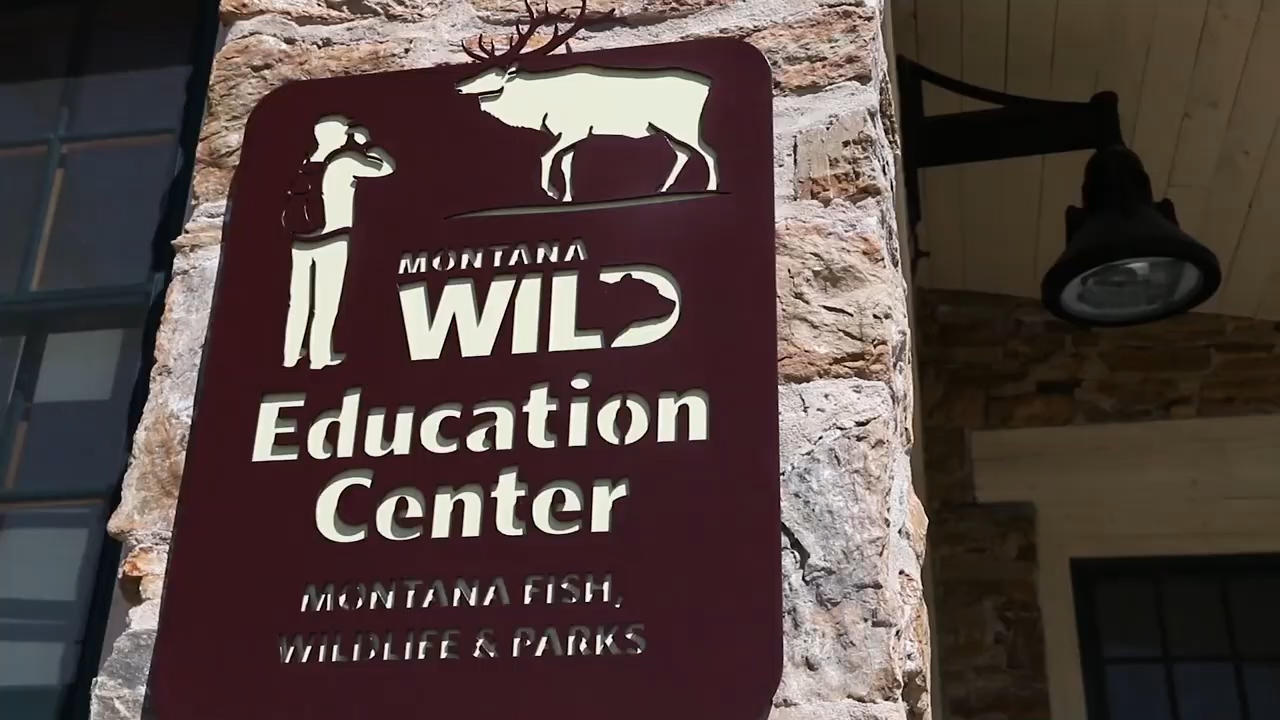 MONTANA
WILD
Education
Center
MONTANA FISH,
WILDLIFE & PARKS